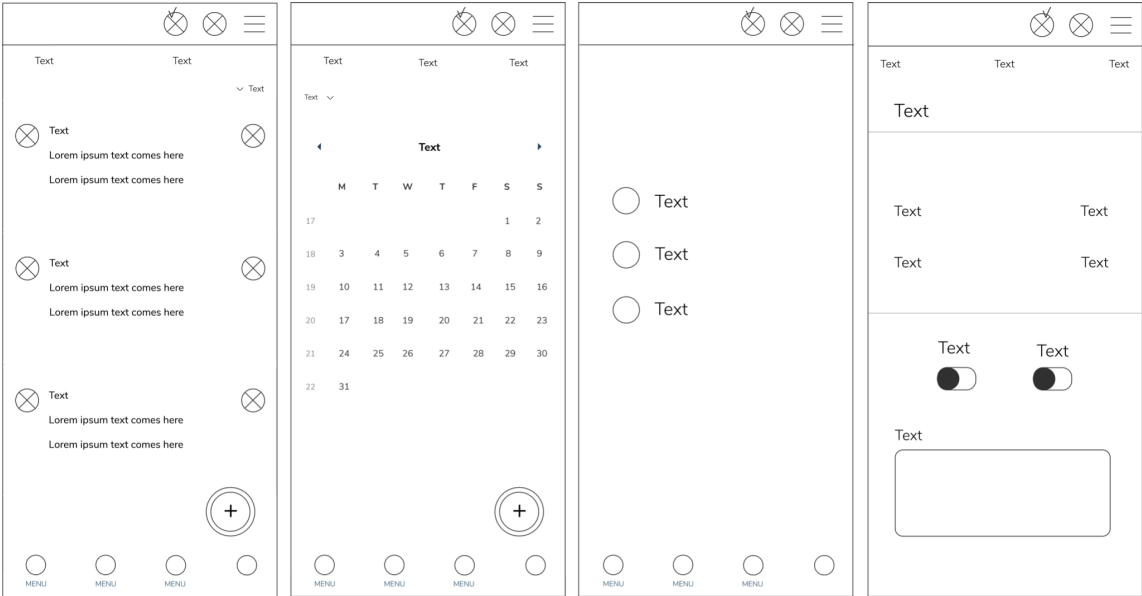 Text Text
Text
Text
Lorem ipsum text comes here
Lorem ipsum text comes here
Text
Lorem ipsum text comes here
Lorem ipsum text comes here
Text
Lorem ipsum text comes here
Lorem ipsum text comes here
+
MENU MENU MENU
Text Text Text
Text
Text
M T W T F S S
17 1 2
18 3 4 5 6 7 8 9
19 10 11 12 13 14 15 16
20 17 18 19 20 21 22 23
21 24 25 26 27 28 29 30
22 31
+
MENU MENU MENU
Text
Text
Text
MENU MENU MENU
Text Text Text
Text
Text Text
Text Text
Text Text
Text